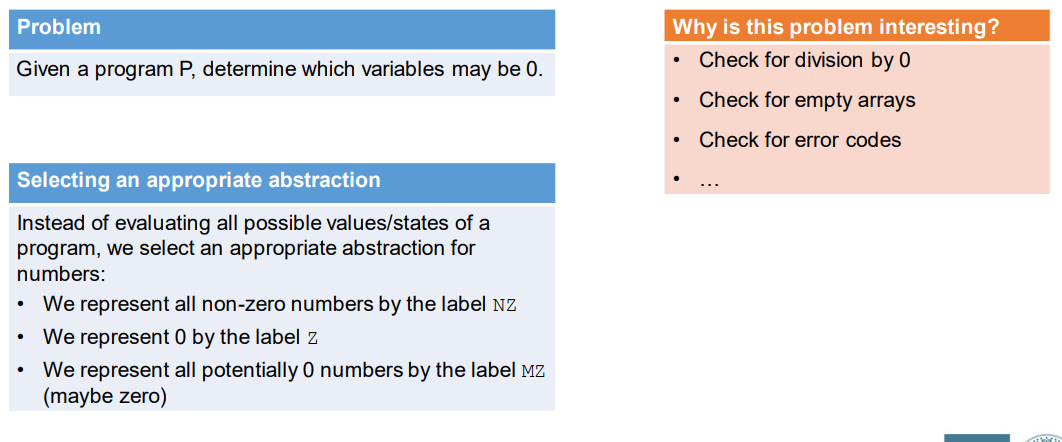 Problem
Given a program P, determine which variables may be 0.
Selecting an appropriate abstraction
Instead of evaluating all possible values/states of a
program, we select an appropriate abstraction for
numbers:
• We represent all non-zero numbers by the label NZ
• We represent 0 by the label Z
• We represent all potentially 0 numbers by the label MZ
(maybe zero)
Why is this problem interesting?
• Check for division by 0
• Check for empty arrays
• Check for error codes
• …